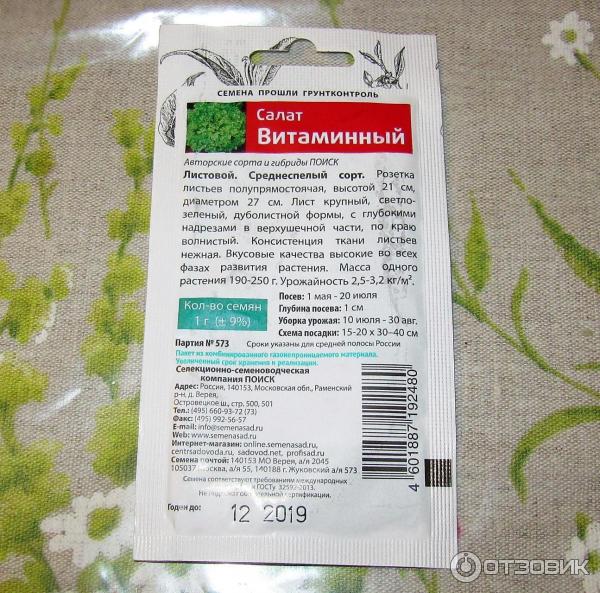 СЕМЕНА ПРОШЛИ ГРУНТКОНТРОЛЬ
Салат
Витаминный
Авторские сорта и гибриды ПОИСК
Листовой. Среднеспелый сорт. Розетка
листьев полупрямостоячая, высотой 21 см,
диаметром 27 см. Лист крупный, светло-
зеленый, дуболистной формы, с глубокими
надрезами в верхушечной части, по краю
волнистый. Консистенция ткани листьев
нежная. Вкусовые качества высокие во всех
фазах развития растения. Масса одного
растения 190-250 г. Урожайность 2,5-3,2 кг/м².
Кол-во семян
1 г (± 9%)
Посев: 1 мая - 20 июля
Глубина посева: 1 см
Уборка урожая: 10 июля - 30 авг.
Схема посадки: 15-20 x 30-40 см
Партия № 573
Сроки указаны для средней полосы России
Пакет из комбинированного газонепроницаемого материала.
Увеличенный срок хранения и реализации.
Селекционно-семеноводческая
компания ПОИСК
Адрес: Россия, 140153, Московская обл., Раменский
р-н, д. Верея,
Островецкое ш., стр. 500, 501
Тел.: (495) 660-93-72 (73)
Факс: (495) 992-56-57
E-mail: info@semenasad.ru
Web: www.semenasad.ru
Интернет-магазин: online.semenasad.ru,
centrsadovoda.ru, sadovod.net, profisad.ru
Семена почтой: 140153 МО Верея, а/я 2045
105037 Москва, а/я 55, 140188 г. Жуковский а/я 573
Семена соответствуют требованиям международных
и ГОСТу 32592-2013.
Не подлежат обязательной сертификации.
Годен до:
12 2019
4 601887 192480
ОТЗОВИК